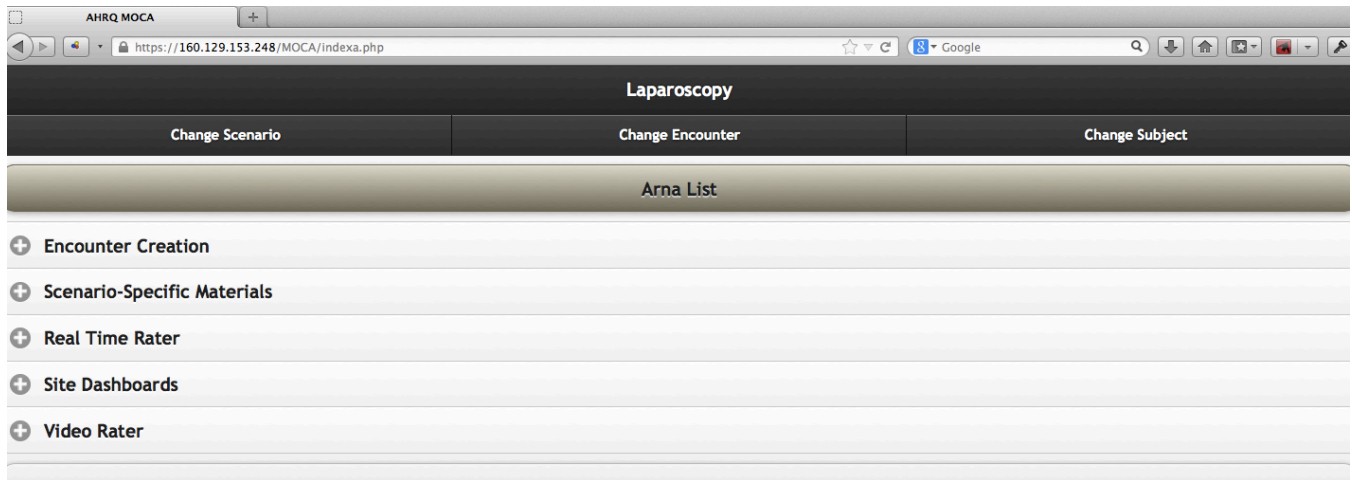 AHRQ MOCA
https://160.129.153.248/MOCA/indexa.php
Google
Laparoscopy
Change Scenario
Change Encounter
Change Subject
Arna List
Encounter Creation
Scenario-Specific Materials
Real Time Rater
Site Dashboards
Video Rater